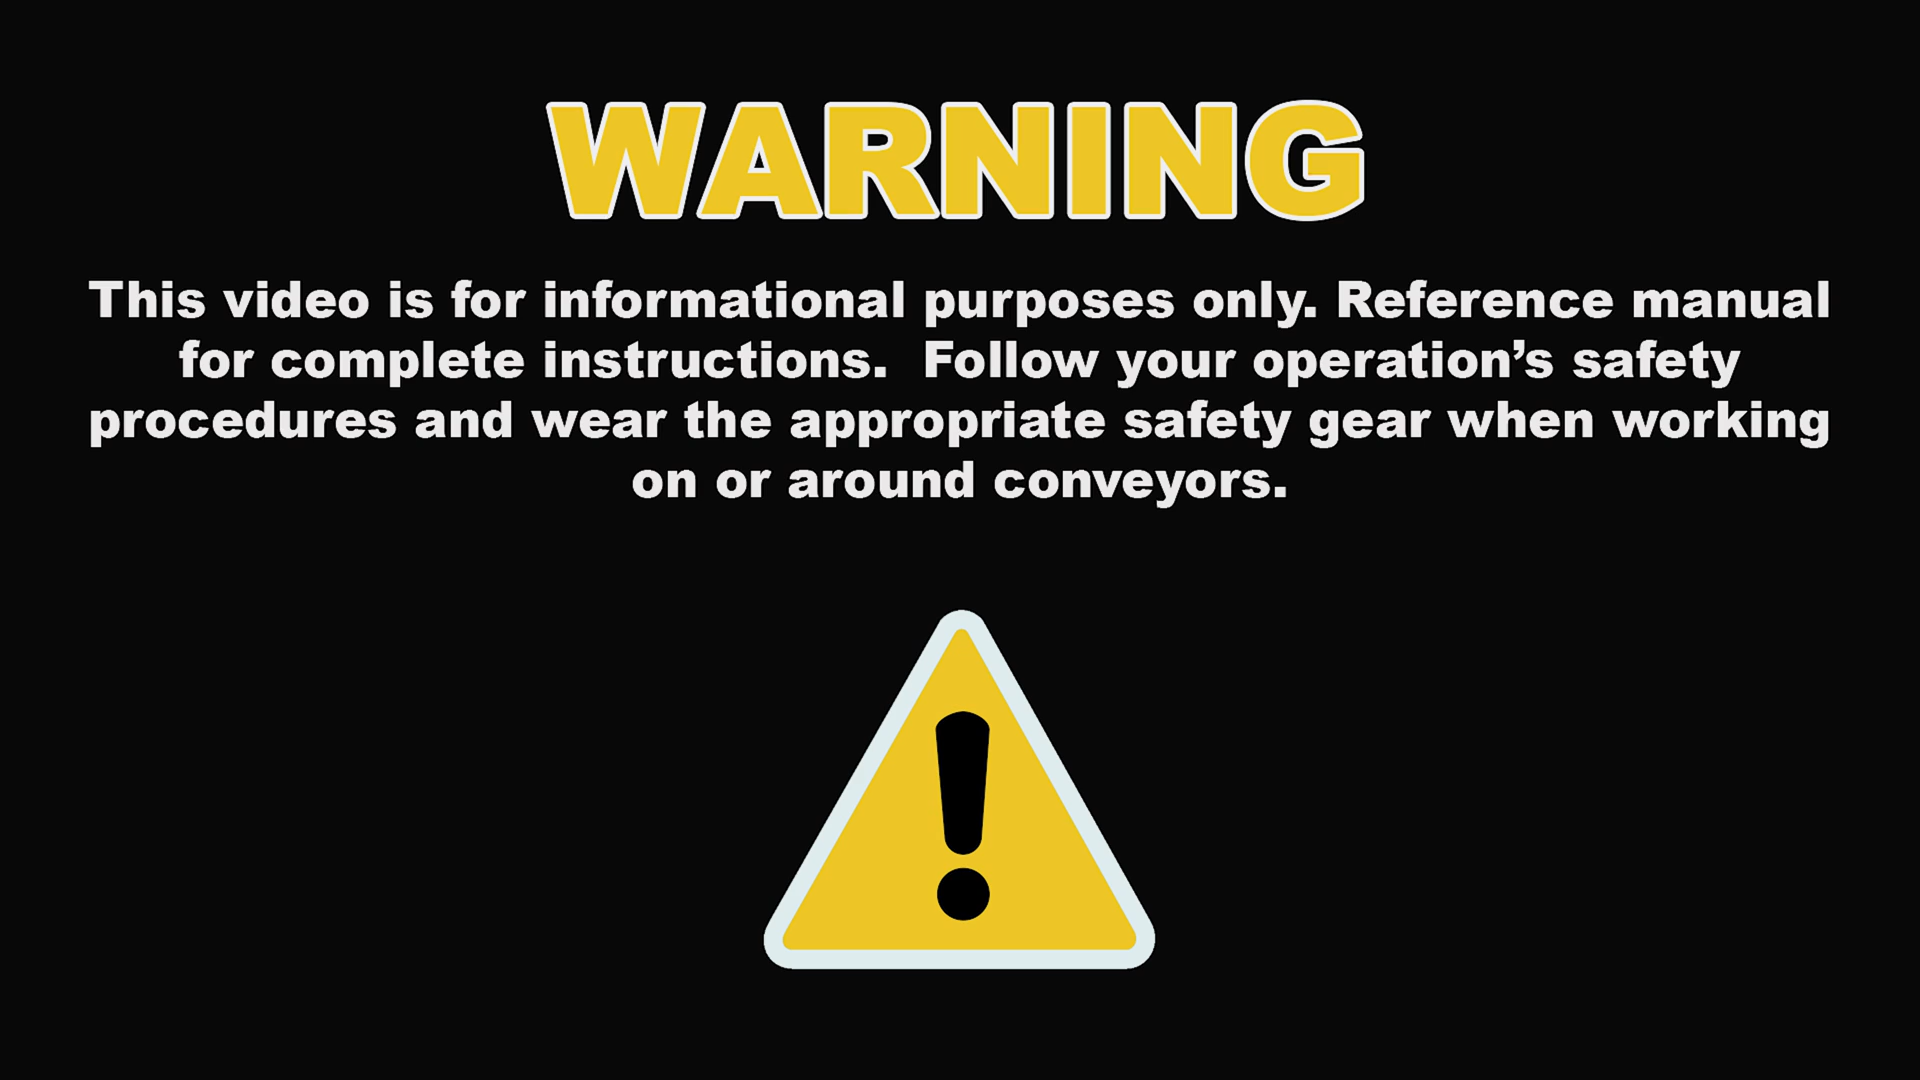 WARNING
This video is for informational purposes only. Reference manual
for complete instructions.  Follow your operation’s safety
procedures and wear the appropriate safety gear when working
on or around conveyors.
!